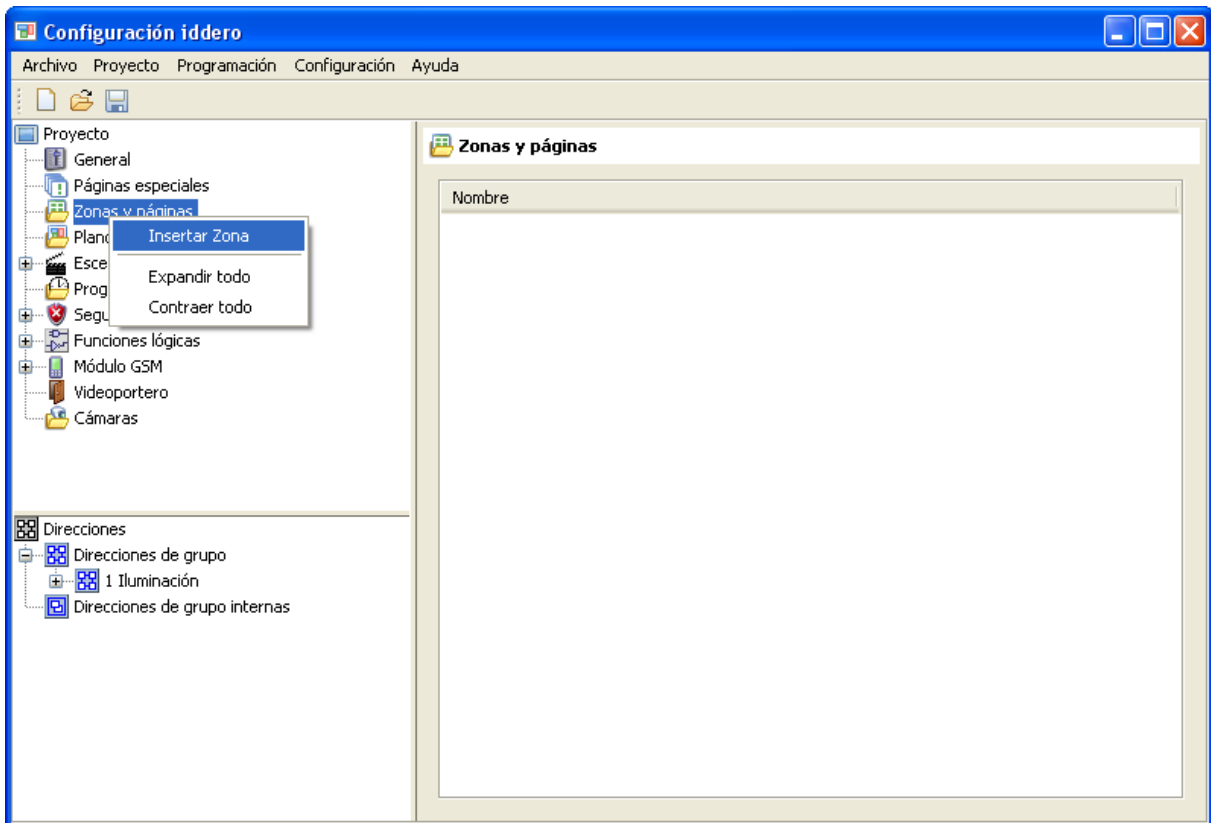 Configuración iddero
Archivo Proyecto Programación Configuración Ayuda
Proyecto
General
Páginas especiales
Zonas y páginas
Plano
Esce
Prog
Segu
Funciones lógicas
Módulo GSM
Videoportero
Cámaras
Insertar Zona
Expandir todo
Contraer todo
Direcciones
Direcciones de grupo
1 Iluminación
Direcciones de grupo internas
Zonas y páginas
Nombre